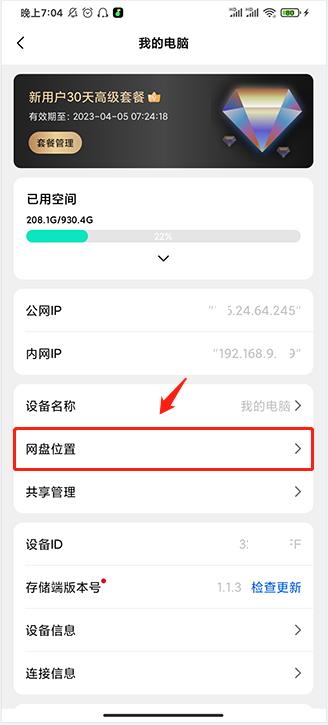 晚上7:04
80
我的电脑
新用户30天高级套餐
有效期至：2023-04-05 07:24:18
套餐管理
已用空间
208.1G/930.4G
22%
公网IP
5.24.64.245"
内网IP
"192.168.9. 9"
设备名称 我的电脑
网盘位置
共享管理
设备ID
存储端版本号 1.1.3 检查更新
设备信息
连接信息